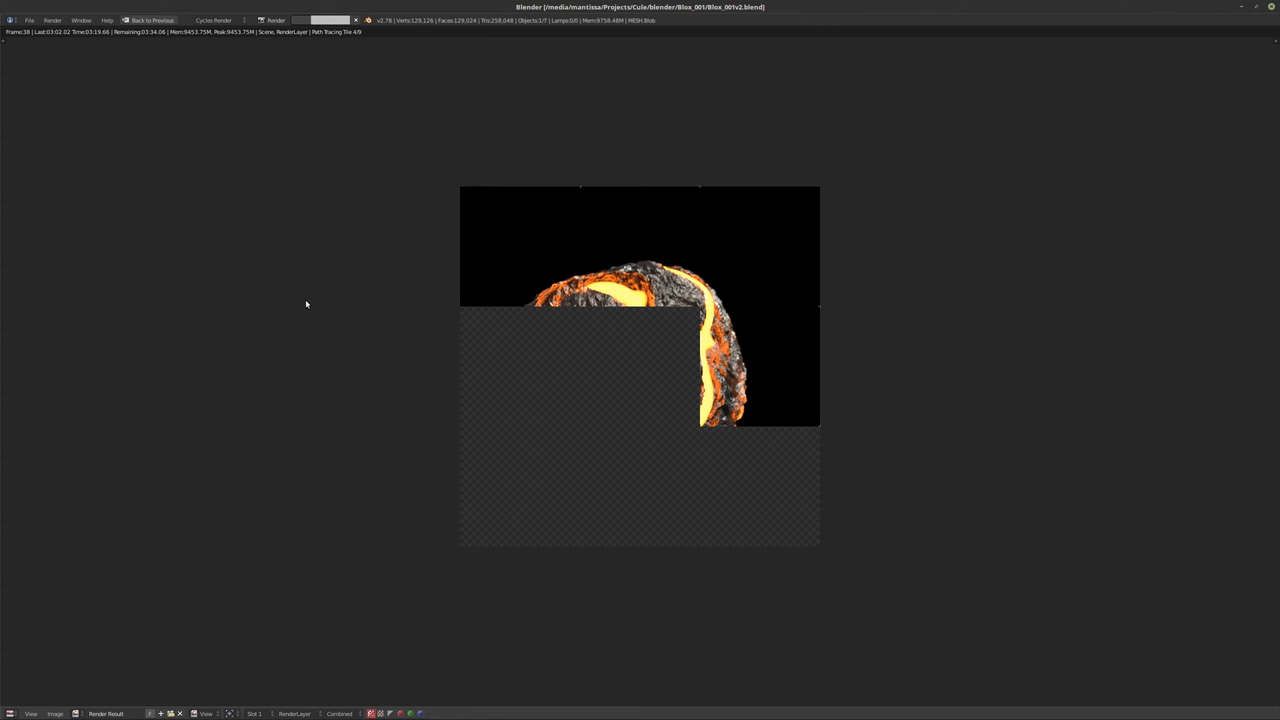 Blender [/media/mantissa/Projects/Cule/blender/Blox_001/Blox_001v2.blend]
File Render Window Help Back to Previous Cycles Render Render v2.78 | Verts:129,126 | Faces:129,024 | Tris:258,048 | Objects:1/7 | Lamps:0/0 | Mem:9758.48M | MESH.Blob
Frame:38 | Last:03:02.02 Time:03:19.66 | Remaining:03:34.06 | Mem:9453.75M, Peak:9453.75M | Scene, RenderLayer | Path Tracing Tile 4/9
View Image Render Result F View Slot 1 RenderLayer Combined